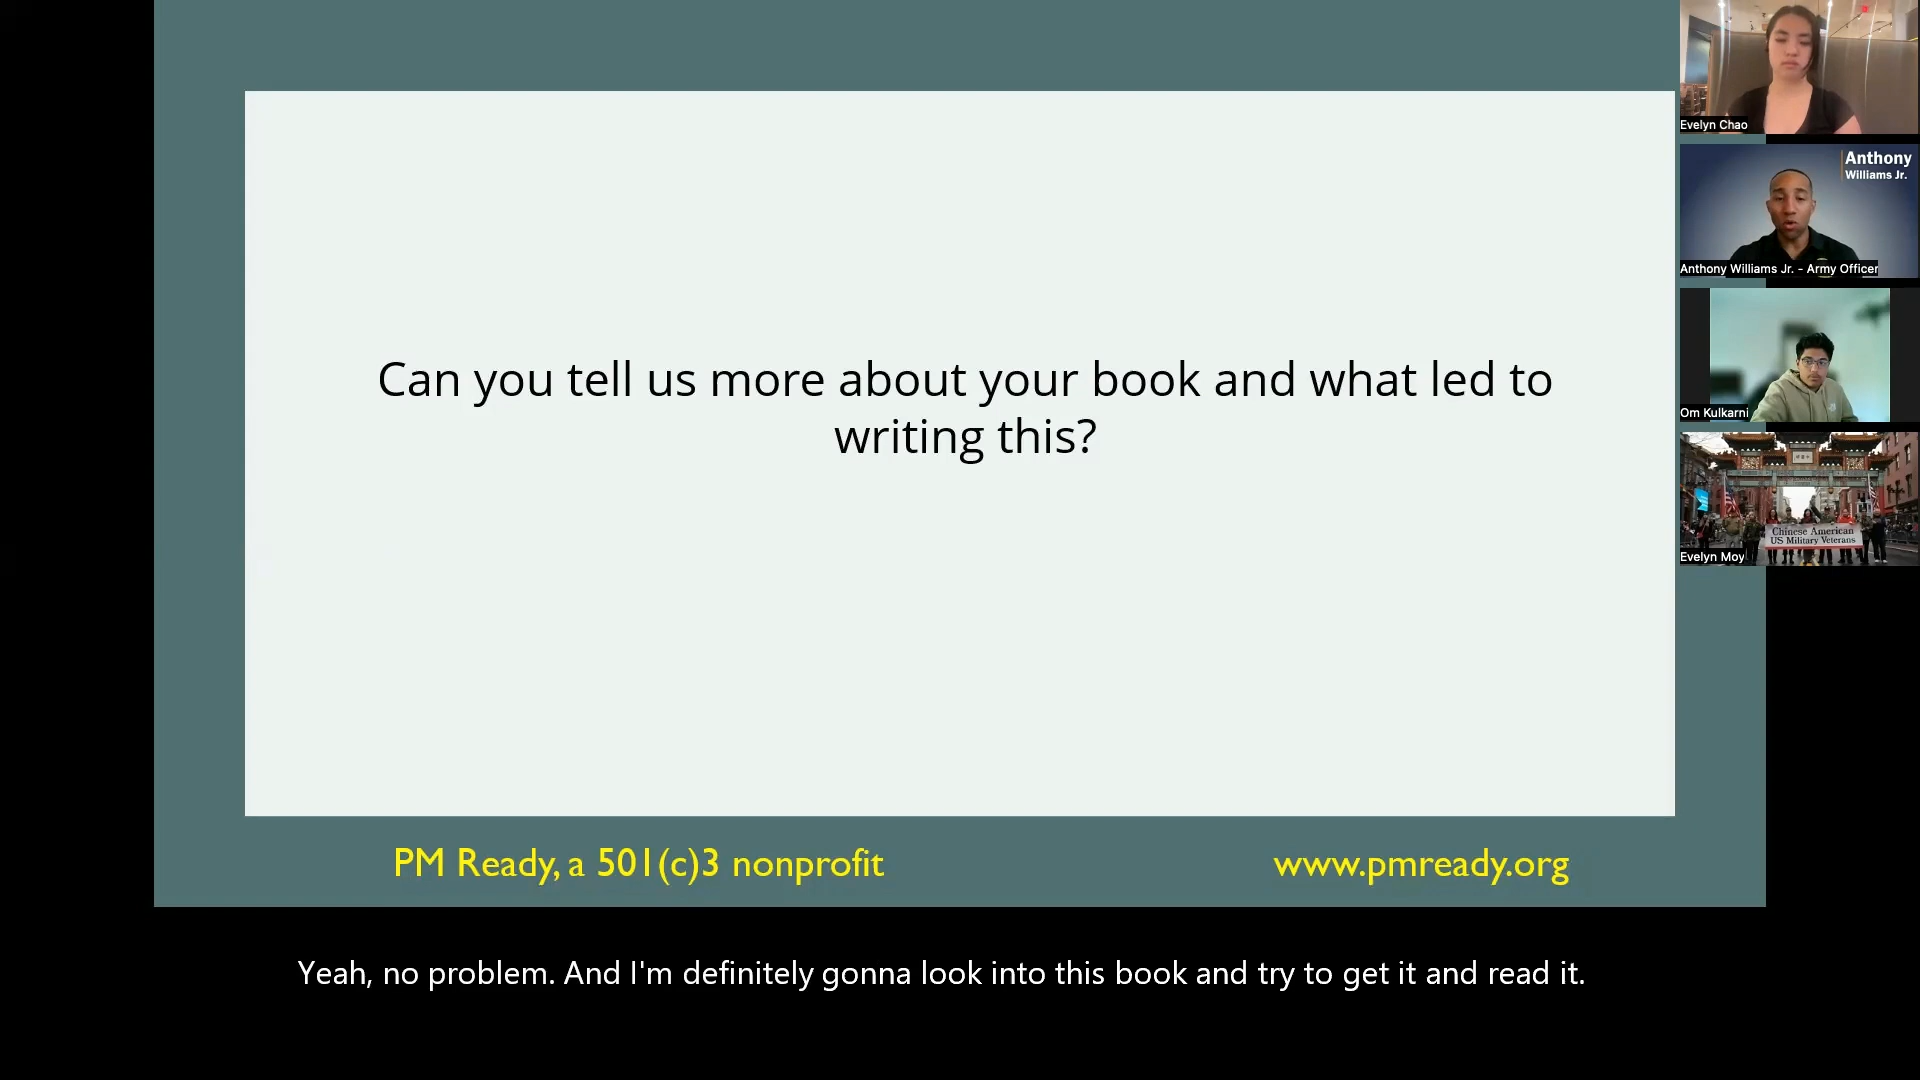 Can you tell us more about your book and what led to
writing this?
PM Ready, a 501(c)3 nonprofit
www.pmready.org
Yeah, no problem. And I'm definitely gonna look into this book and try to get it and read it.
Evelyn Chao
Anthony
Williams Jr.
Anthony Williams Jr. - Army Officer
Om Kulkarni
Chinese American
US Military Veterans
Evelyn Moy